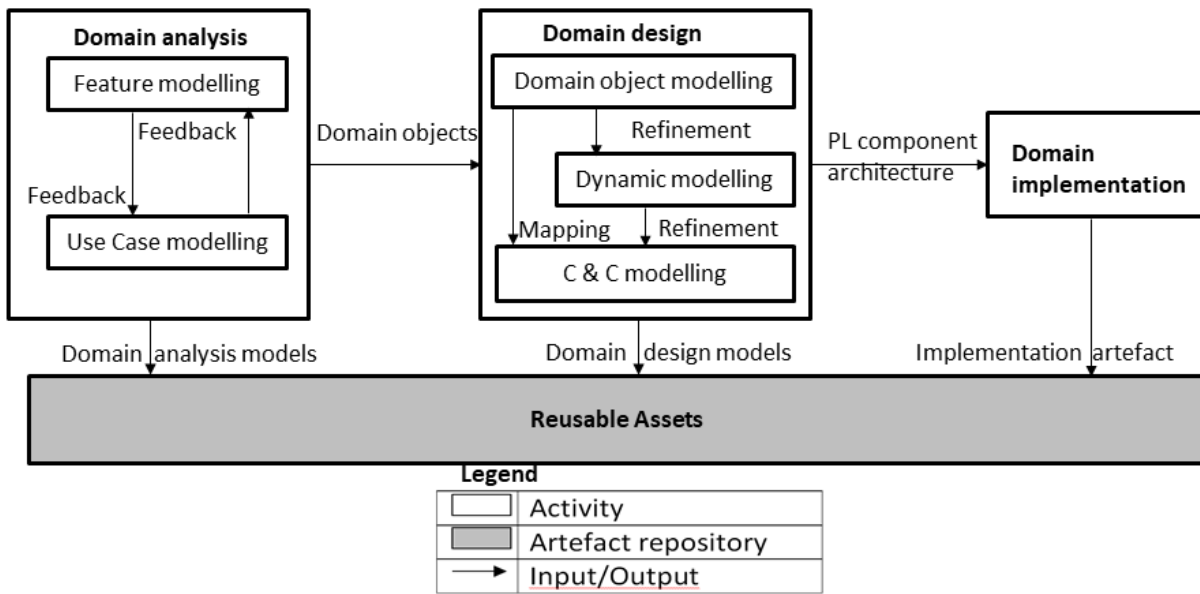 Domain analysis
Feature modelling
Feedback
Feedback
Use Case modelling
Domain objects
Domain design
Domain object modelling
Refinement
Dynamic modelling
Mapping
Refinement
C & C modelling
PL component
architecture
Domain
implementation
Domain analysis models
Domain design models
Implementation artefact
Reusable Assets
Legend
Activity
Artefact repository
Input/Output